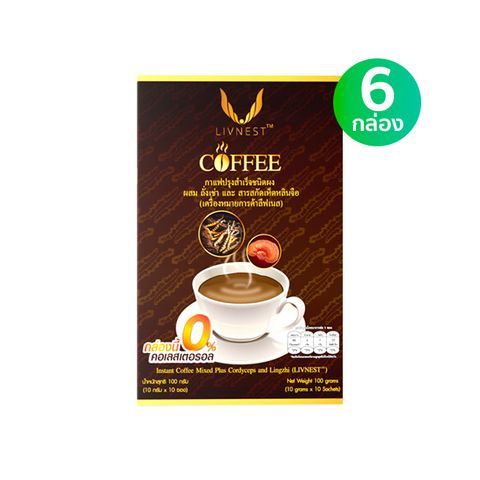 6
กล่อง
LIVNEST™
COFFEE
กาแฟปรุงสำเร็จชนิดผง
ผสม ถั่งเช่า และ สารสกัดเห็ดหลินจือ
(เครื่องหมายการค้าลีฟเนส)
กล่องนี้ 0%
คอเลสเตอรอล
Instant Coffee Mixed Plus Cordyceps and Lingzhi (LIVNEST™)
น้ำหนักสุทธิ 100 กรัม
(10 กรัม x 10 ซอง)
Net Weight 100 grams
(10 grams x 10 Sachets)